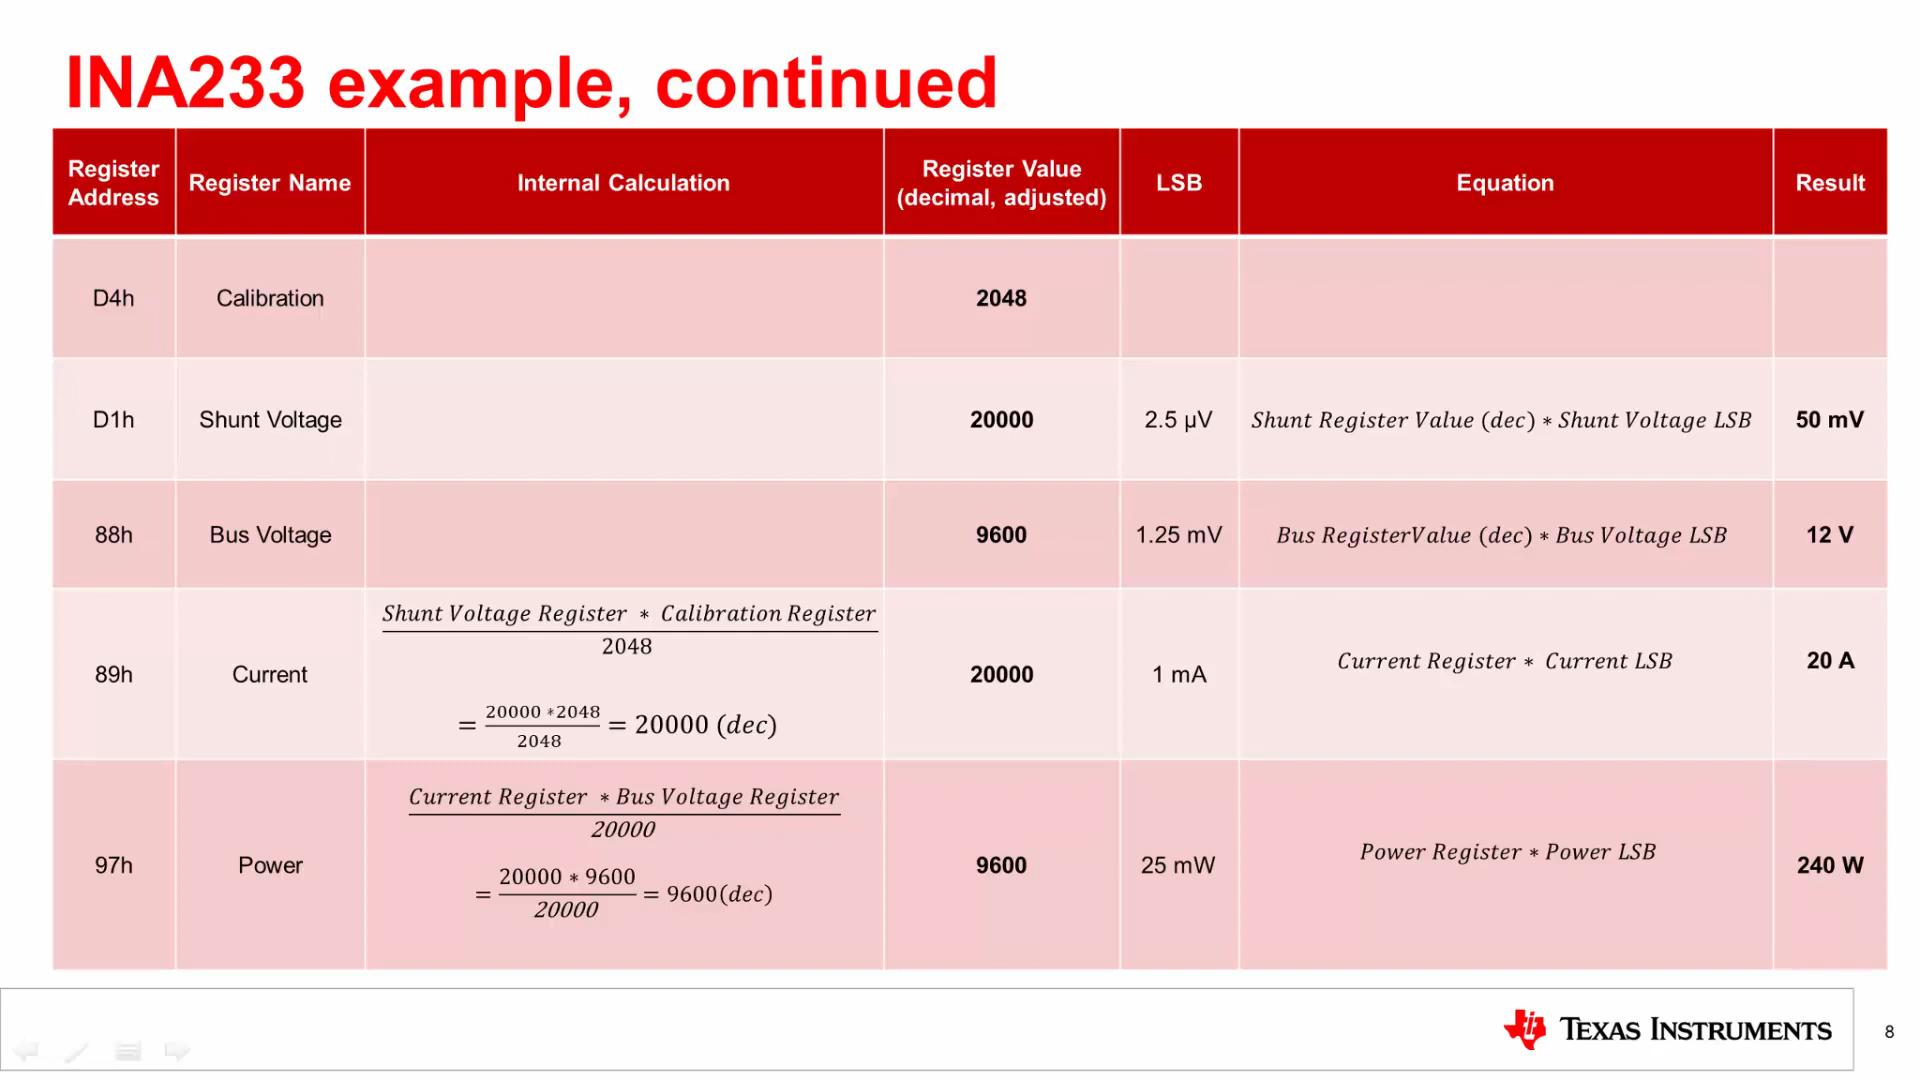 INA233 example, continued
Register Address | Register Name | Internal Calculation | Register Value (decimal, adjusted) | LSB | Equation | Result
D4h | Calibration | 2048
D1h | Shunt Voltage | 20000 | 2.5 µV | Shunt Register Value (dec) ∗ Shunt Voltage LSB | 50 mV
88h | Bus Voltage | 9600 | 1.25 mV | Bus RegisterValue (dec) ∗ Bus Voltage LSB | 12 V
89h | Current
Shunt Voltage Register ∗ Calibration Register
2048
= 20000 ∗2048 / 2048 = 20000 (dec)
20000 | 1 mA | Current Register ∗ Current LSB | 20 A
97h | Power
Current Register ∗ Bus Voltage Register
20000
= 20000 ∗ 9600 / 20000 = 9600(dec)
9600 | 25 mW | Power Register ∗ Power LSB | 240 W
TEXAS INSTRUMENTS
8